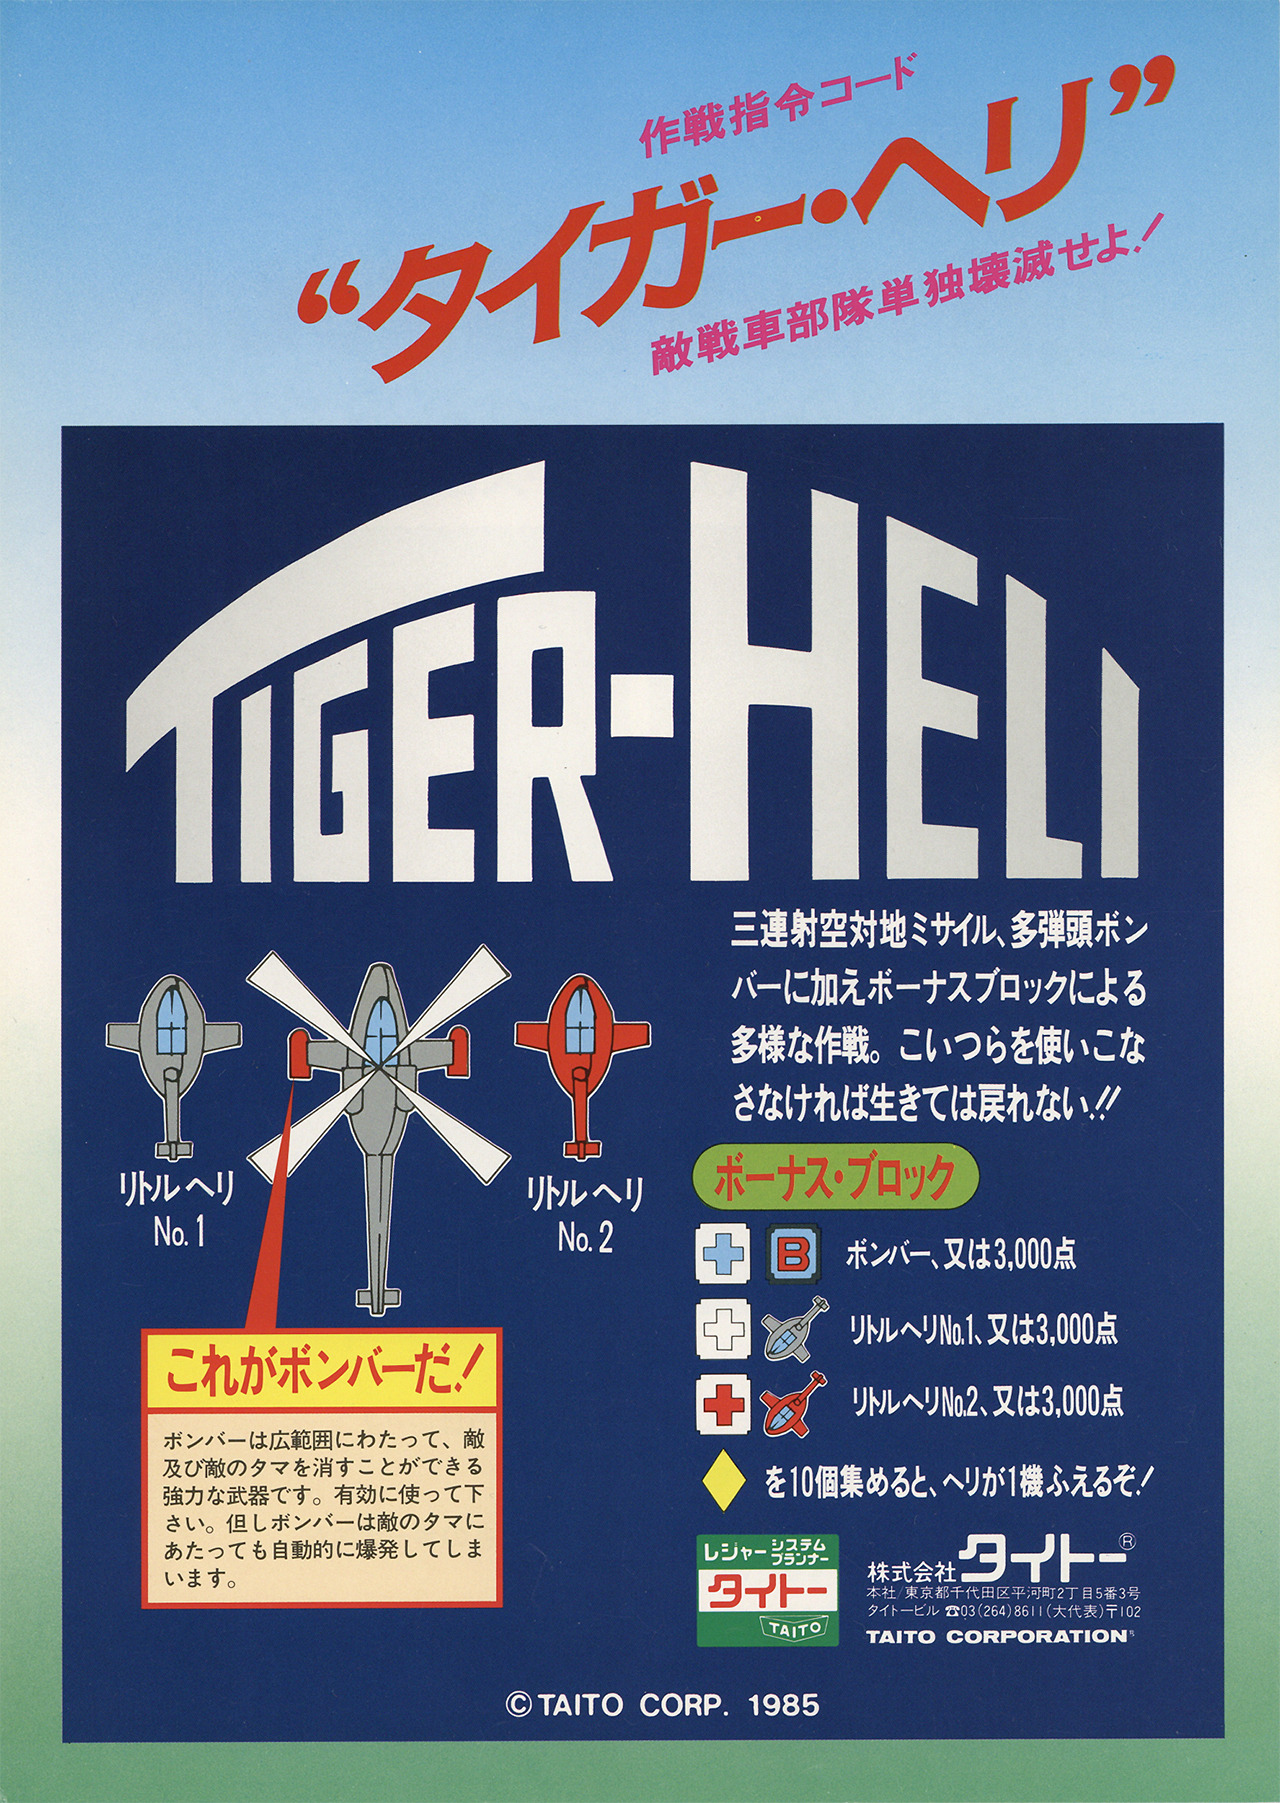 作戦指令コード
“タイガー・ヘリ”
敵戦車部隊単独壊滅せよ!
TIGER-HELI
三連射空対地ミサイル、多弾頭ボン
バーに加えボーナスブロックによる
多様な作戦。こいつらを使いこな
さなければ生きては戻れない!!
リトルヘリ
No.1
リトルヘリ
No.2
これがボンバーだ!
ボンバーは広範囲にわたって、敵
及び敵のタマを消すことができる
強力な武器です。有効に使って下
さい。但しボンバーは敵のタマに
あたっても自動的に爆発してしま
います。
ボーナス・ブロック
B
ボンバー、又は3,000点
リトルヘリNo.1、又は3,000点
リトルヘリNo.2、又は3,000点
を10個集めると、ヘリが1機ふえるぞ!
レジャーシステム
プランナー
タイトー
TAITO
株式会社タイトー®
本社/東京都千代田区平河町2丁目5番3号
タイトービル ☎03(264)8611(大代表)〒102
TAITO CORPORATION®
©TAITO CORP. 1985